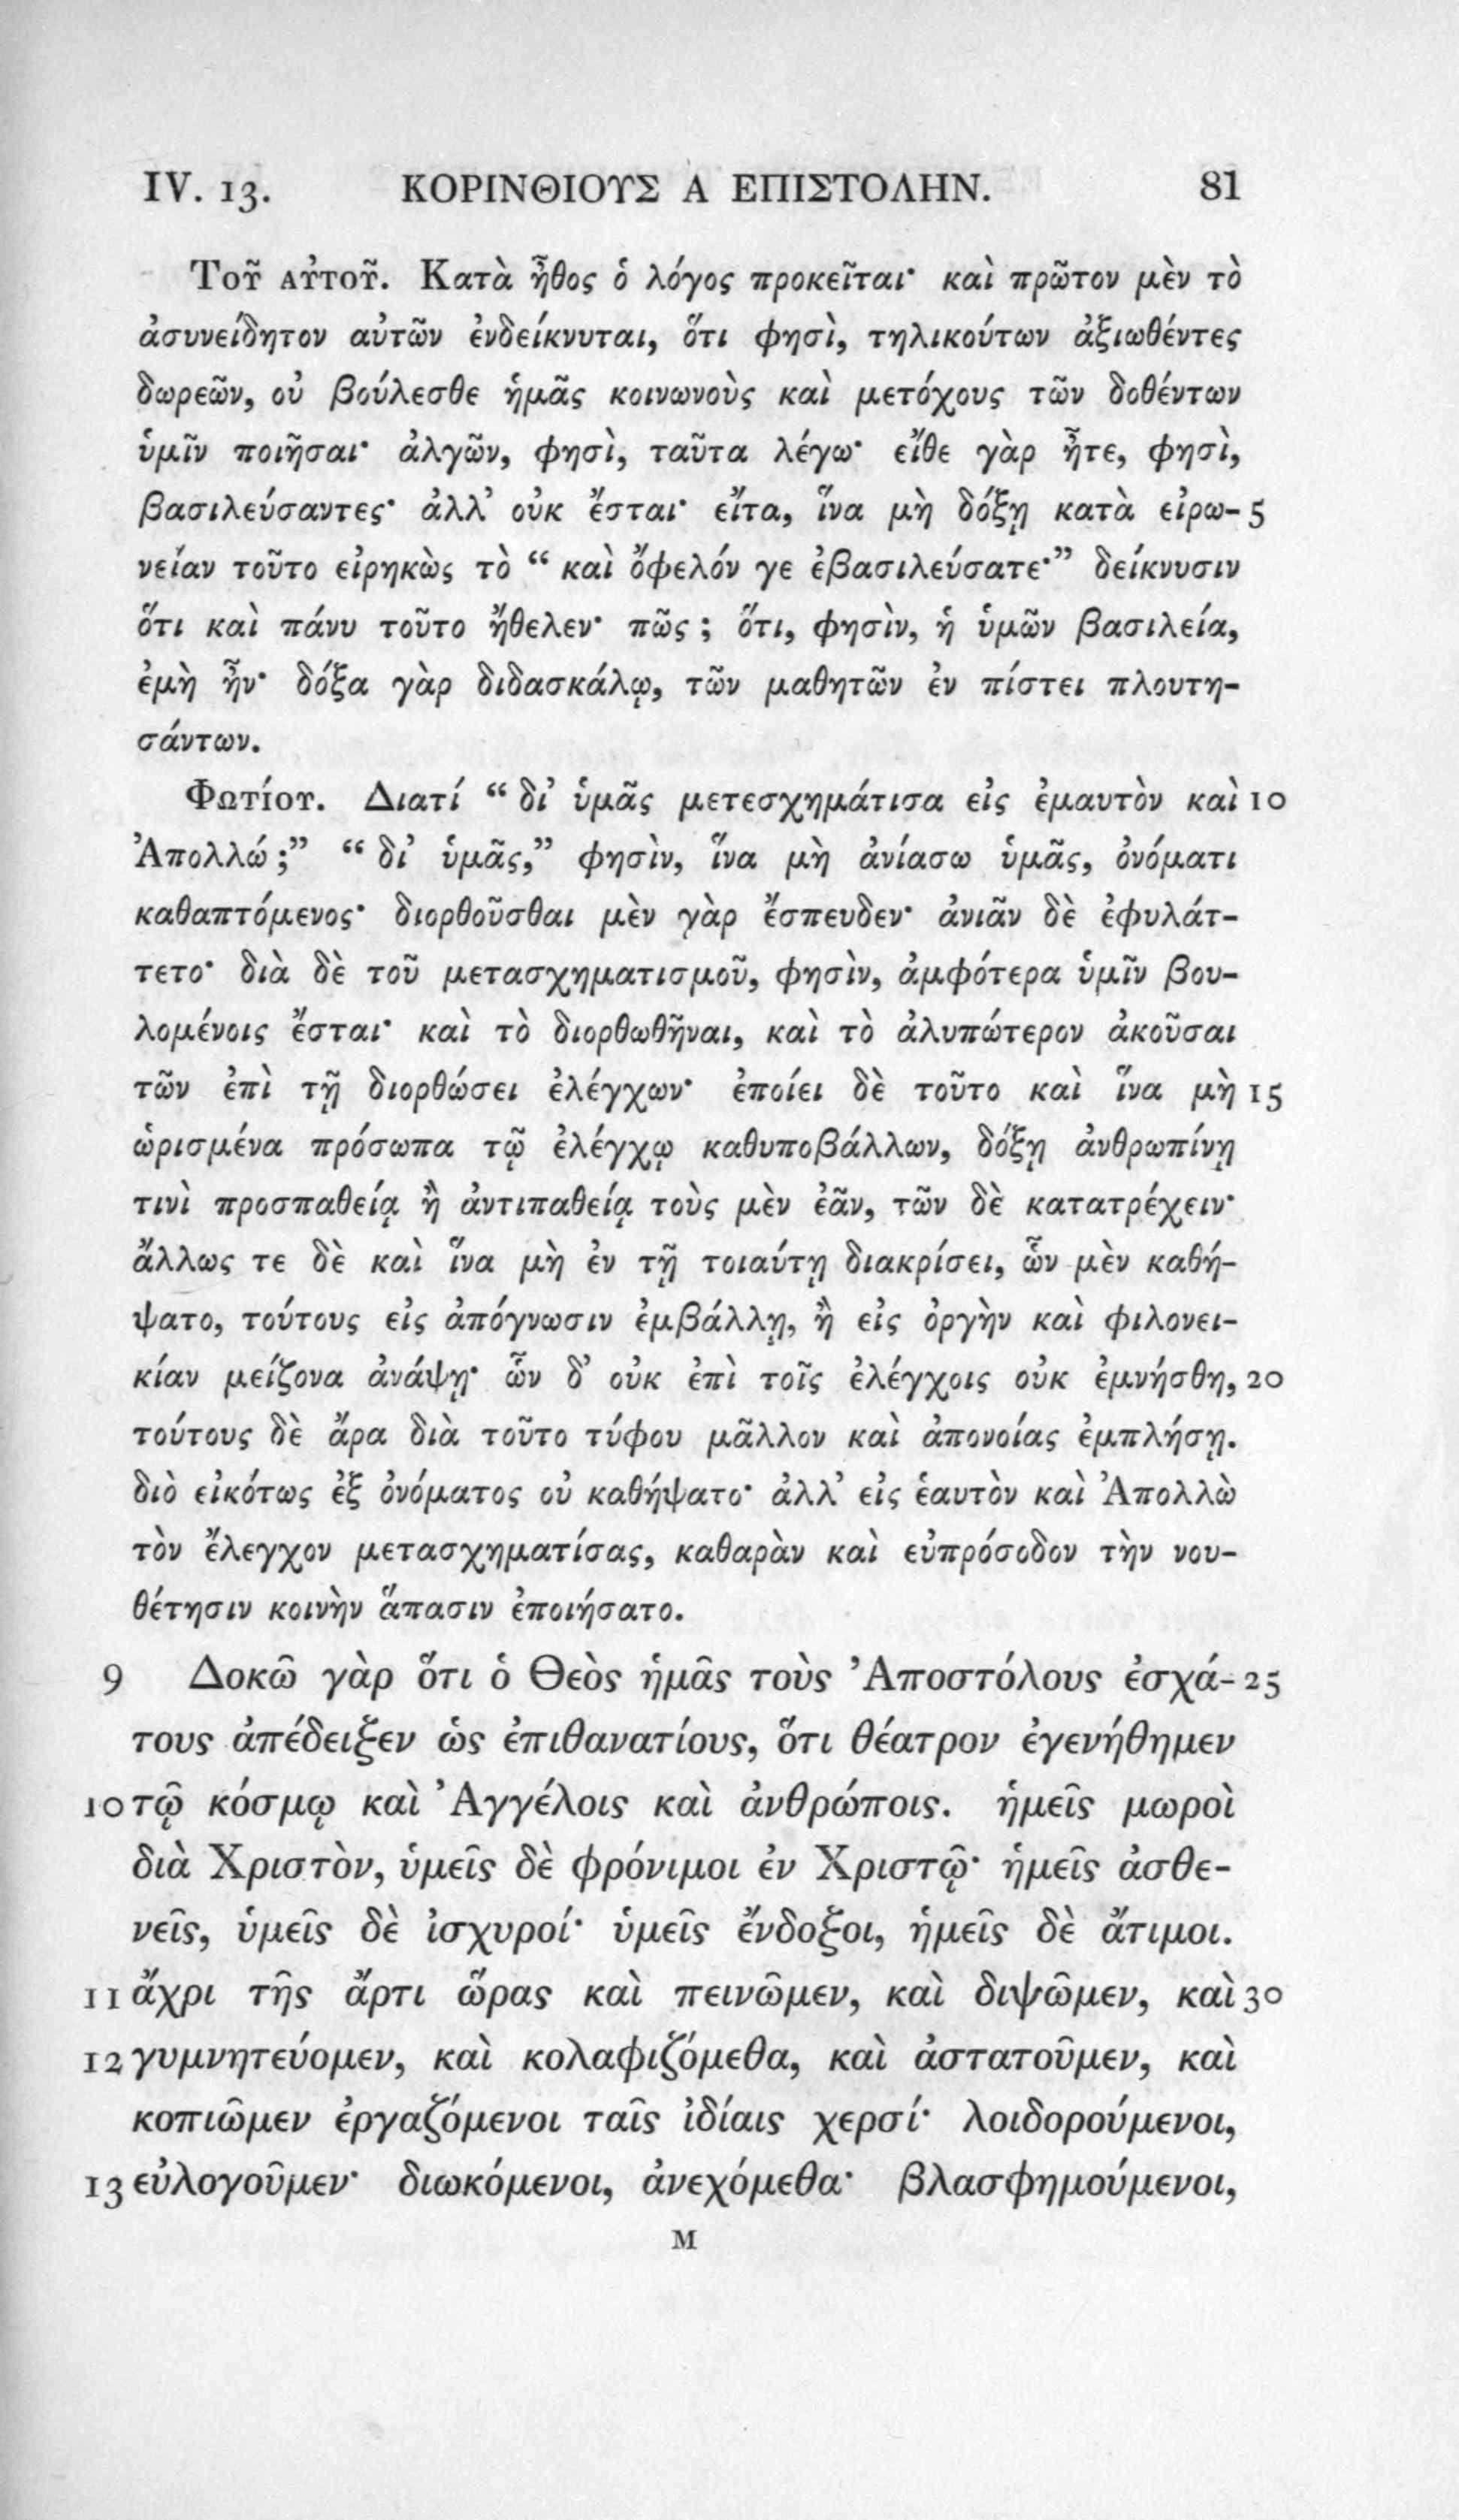 IV. 13. ΚΟΡΙΝΘΙΟΥΣ Α ΕΠΙΣΤΟΛΗΝ. 81
Τοῦ αὐτοῦ. Κατὰ ἦθος ὁ λόγος προκεῖται· καὶ πρῶτον μὲν τὸ
ἀσυνείδητον αὐτῶν ἐνδείκνυται, ὅτι φησὶ, τηλικούτων ἀξιωθέντες
δωρεῶν, οὐ βούλεσθε ἡμᾶς κοινωνοὺς καὶ μετόχους τῶν δοθέντων
ὑμῖν ποιῆσαι· ἀλγῶν, φησὶ, ταῦτα λέγω· εἴθε γὰρ ἦτε, φησὶ,
βασιλεύσαντες· ἀλλ’ οὐκ ἔσται· εἴτα, ἵνα μὴ δόξῃ κατὰ εἰρω- 5
νείαν τοῦτο εἰρηκὼς τὸ “ καὶ ὄφελόν γε ἐβασιλεύσατε·” δείκνυσιν
ὅτι καὶ πάνυ τοῦτο ἤθελεν· πῶς ; ὅτι, φησὶν, ἡ ὑμῶν βασιλεία,
ἐμὴ ἦν· δόξα γὰρ διδασκάλῳ, τῶν μαθητῶν ἐν πίστει πλουτη-
σάντων.
Φωτίου. Διατί “ δι’ ὑμᾶς μετεσχημάτισα εἰς ἐμαυτὸν καὶ 10
Ἀπολλώ ;” “ δι’ ὑμᾶς,” φησὶν, ἵνα μὴ ἀνίασω ὑμᾶς, ὀνόματι
καθαπτόμενος· διορθοῦσθαι μὲν γὰρ ἔσπευδεν· ἀνιᾶν δὲ ἐφυλάτ-
τετο· διὰ δὲ τοῦ μετασχηματισμοῦ, φησὶν, ἀμφότερα ὑμῖν βου-
λομένοις ἔσται· καὶ τὸ διορθωθῆναι, καὶ τὸ ἀλυπώτερον ἀκοῦσαι
τῶν ἐπὶ τῇ διορθώσει ἐλέγχων· ἐποίει δὲ τοῦτο καὶ ἵνα μὴ 15
ὡρισμένα πρόσωπα τῷ ἐλέγχῳ καθυποβάλλων, δόξῃ ἀνθρωπίνῃ
τινὶ προσπαθείᾳ ἢ ἀντιπαθείᾳ τοὺς μὲν ἐᾶν, τῶν δὲ κατατρέχειν·
ἄλλως τε δὲ καὶ ἵνα μὴ ἐν τῇ τοιαύτῃ διακρίσει, ὧν μὲν καθή-
ψατο, τούτους εἰς ἀπόγνωσιν ἐμβάλλῃ, ἢ εἰς ὀργὴν καὶ φιλονει-
κίαν μείζονα ἀνάψῃ· ὧν δ’ οὐκ ἐπὶ τοῖς ἐλέγχοις οὐκ ἐμνήσθη, 20
τούτους δὲ ἄρα διὰ τοῦτο τύφου μᾶλλον καὶ ἀπονοίας ἐμπλήσῃ.
διὸ εἰκότως ἐξ ὀνόματος οὐ καθήψατο· ἀλλ’ εἰς ἑαυτὸν καὶ Ἀπολλὼ
τὸν ἔλεγχον μετασχηματίσας, καθαρὰν καὶ εὐπρόσοδον τὴν νου-
θέτησιν κοινὴν ἅπασιν ἐποιήσατο.
9 Δοκῶ γὰρ ὅτι ὁ Θεὸς ἡμᾶς τοὺς Ἀποστόλους ἐσχά- 25
τους ἀπέδειξεν ὡς ἐπιθανατίους, ὅτι θέατρον ἐγενήθημεν
10 τῷ κόσμῳ καὶ Ἀγγέλοις καὶ ἀνθρώποις. ἡμεῖς μωροὶ
διὰ Χριστὸν, ὑμεῖς δὲ φρόνιμοι ἐν Χριστῷ· ἡμεῖς ἀσθε-
νεῖς, ὑμεῖς δὲ ἰσχυροί· ὑμεῖς ἔνδοξοι, ἡμεῖς δὲ ἄτιμοι.
11 ἄχρι τῆς ἄρτι ὥρας καὶ πεινῶμεν, καὶ διψῶμεν, καὶ 30
12 γυμνητεύομεν, καὶ κολαφιζόμεθα, καὶ ἀστατοῦμεν, καὶ
κοπιῶμεν ἐργαζόμενοι ταῖς ἰδίαις χερσί· λοιδορούμενοι,
13 εὐλογοῦμεν· διωκόμενοι, ἀνεχόμεθα· βλασφημούμενοι,
M